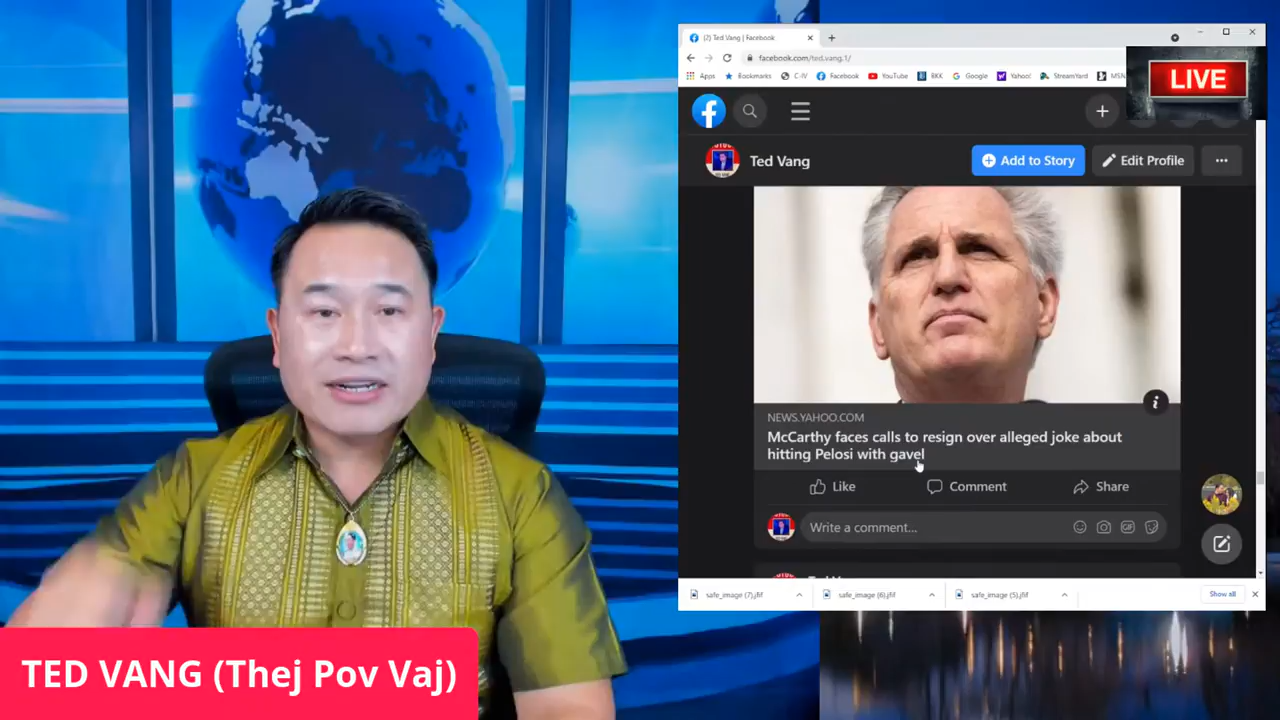 (2) Ted Vang | Facebook
facebook.com/ted.vang.1/
Apps
Bookmarks
Facebook
YouTube
BKK
Google
Yahoo!
StreamYard
LIVE
Ted Vang
Add to Story
Edit Profile
NEWS.YAHOO.COM
McCarthy faces calls to resign over alleged joke about
hitting Pelosi with gavel
Like
Comment
Share
Write a comment...
GIF
safe_image (7).jfif
safe_image (6).jfif
safe_image (5).jfif
Show all
TED VANG (Thej Pov Vaj)